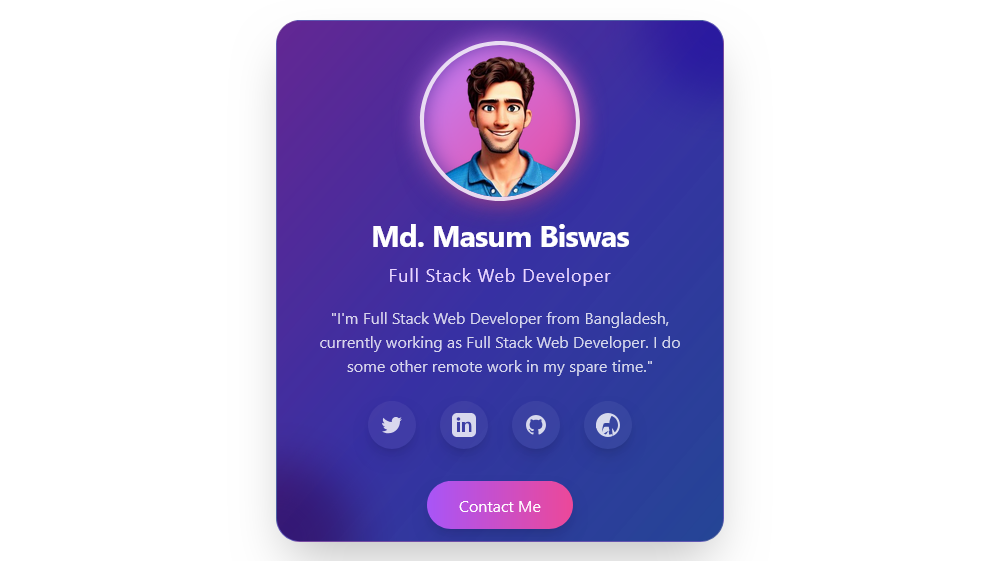 Md. Masum Biswas
Full Stack Web Developer
"I'm Full Stack Web Developer from Bangladesh,
currently working as Full Stack Web Developer. I do
some other remote work in my spare time."
in
Contact Me